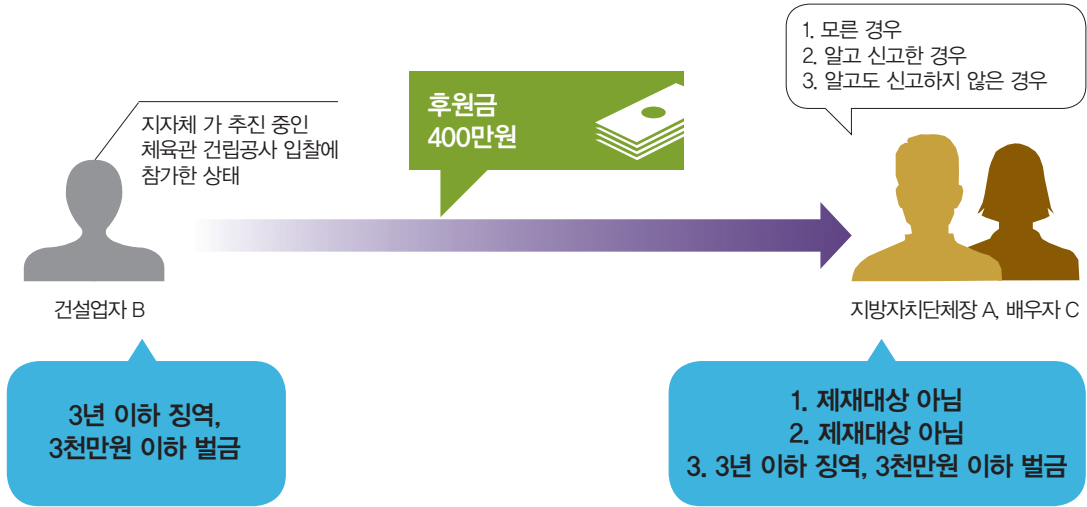 1. 모른 경우
2. 알고 신고한 경우
3. 알고도 신고하지 않은 경우
후원금
400만원
지자체 가 추진 중인
체육관 건립공사 입찰에
참가한 상태
건설업자 B
지방자치단체장 A, 배우자 C
3년 이하 징역,
3천만원 이하 벌금
1. 제재대상 아님
2. 제재대상 아님
3. 3년 이하 징역, 3천만원 이하 벌금